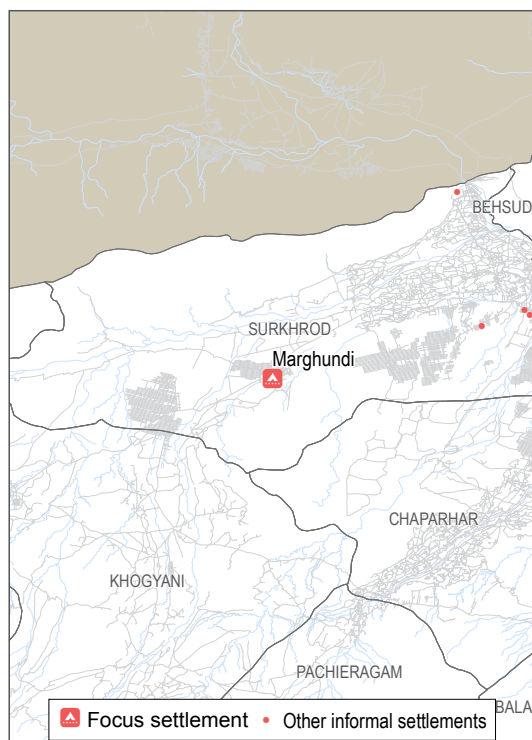 BEHSUD
SURKHROD
Marghundi
CHAPARHAR
KHOGYANI
PACHIERAGAM
BALA
Focus settlement
Other informal settlements